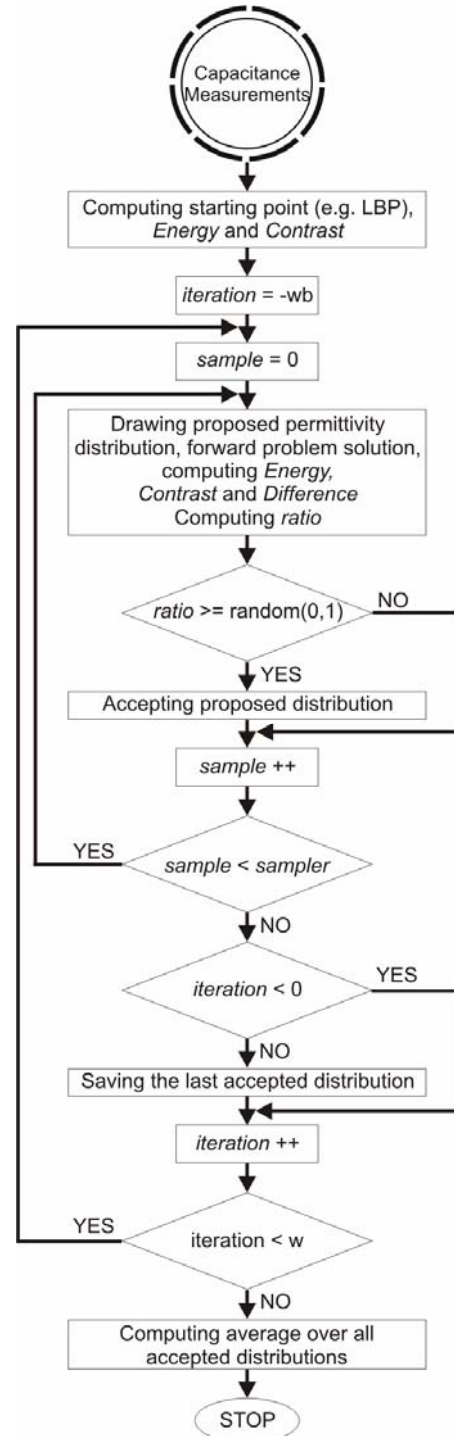 Capacitance
Measurements
Computing starting point (e.g. LBP),
Energy and Contrast
iteration = -wb
sample = 0
Drawing proposed permittivity
distribution, forward problem solution,
computing Energy,
Contrast and Difference
Computing ratio
ratio >= random(0,1)
NO
YES
Accepting proposed distribution
sample ++
YES
sample < sampler
NO
iteration < 0
YES
NO
Saving the last accepted distribution
iteration ++
YES
iteration < w
NO
Computing average over all
accepted distributions
STOP